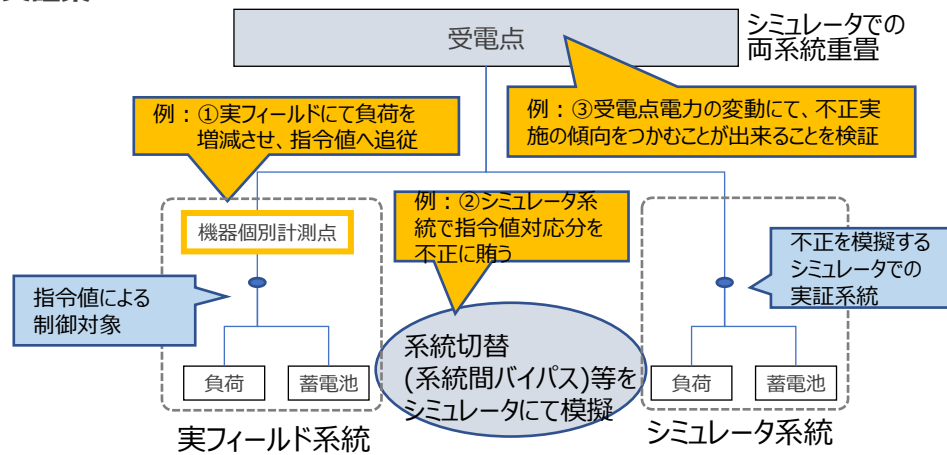 受電点
シミュレータでの
両系統重畳
例：①実フィールドにて負荷を
増減させ、指令値へ追従
例：③受電点電力の変動にて、不正実
施の傾向をつかむことが出来ることを検証
機器個別計測点
例：②シミュレータ系
統で指令値対応分を
不正に賄う
不正を模擬する
シミュレータでの
実証系統
指令値による
制御対象
系統切替
(系統間バイパス)等を
シミュレータにて模擬
負荷
蓄電池
負荷
蓄電池
実フィールド系統
シミュレータ系統